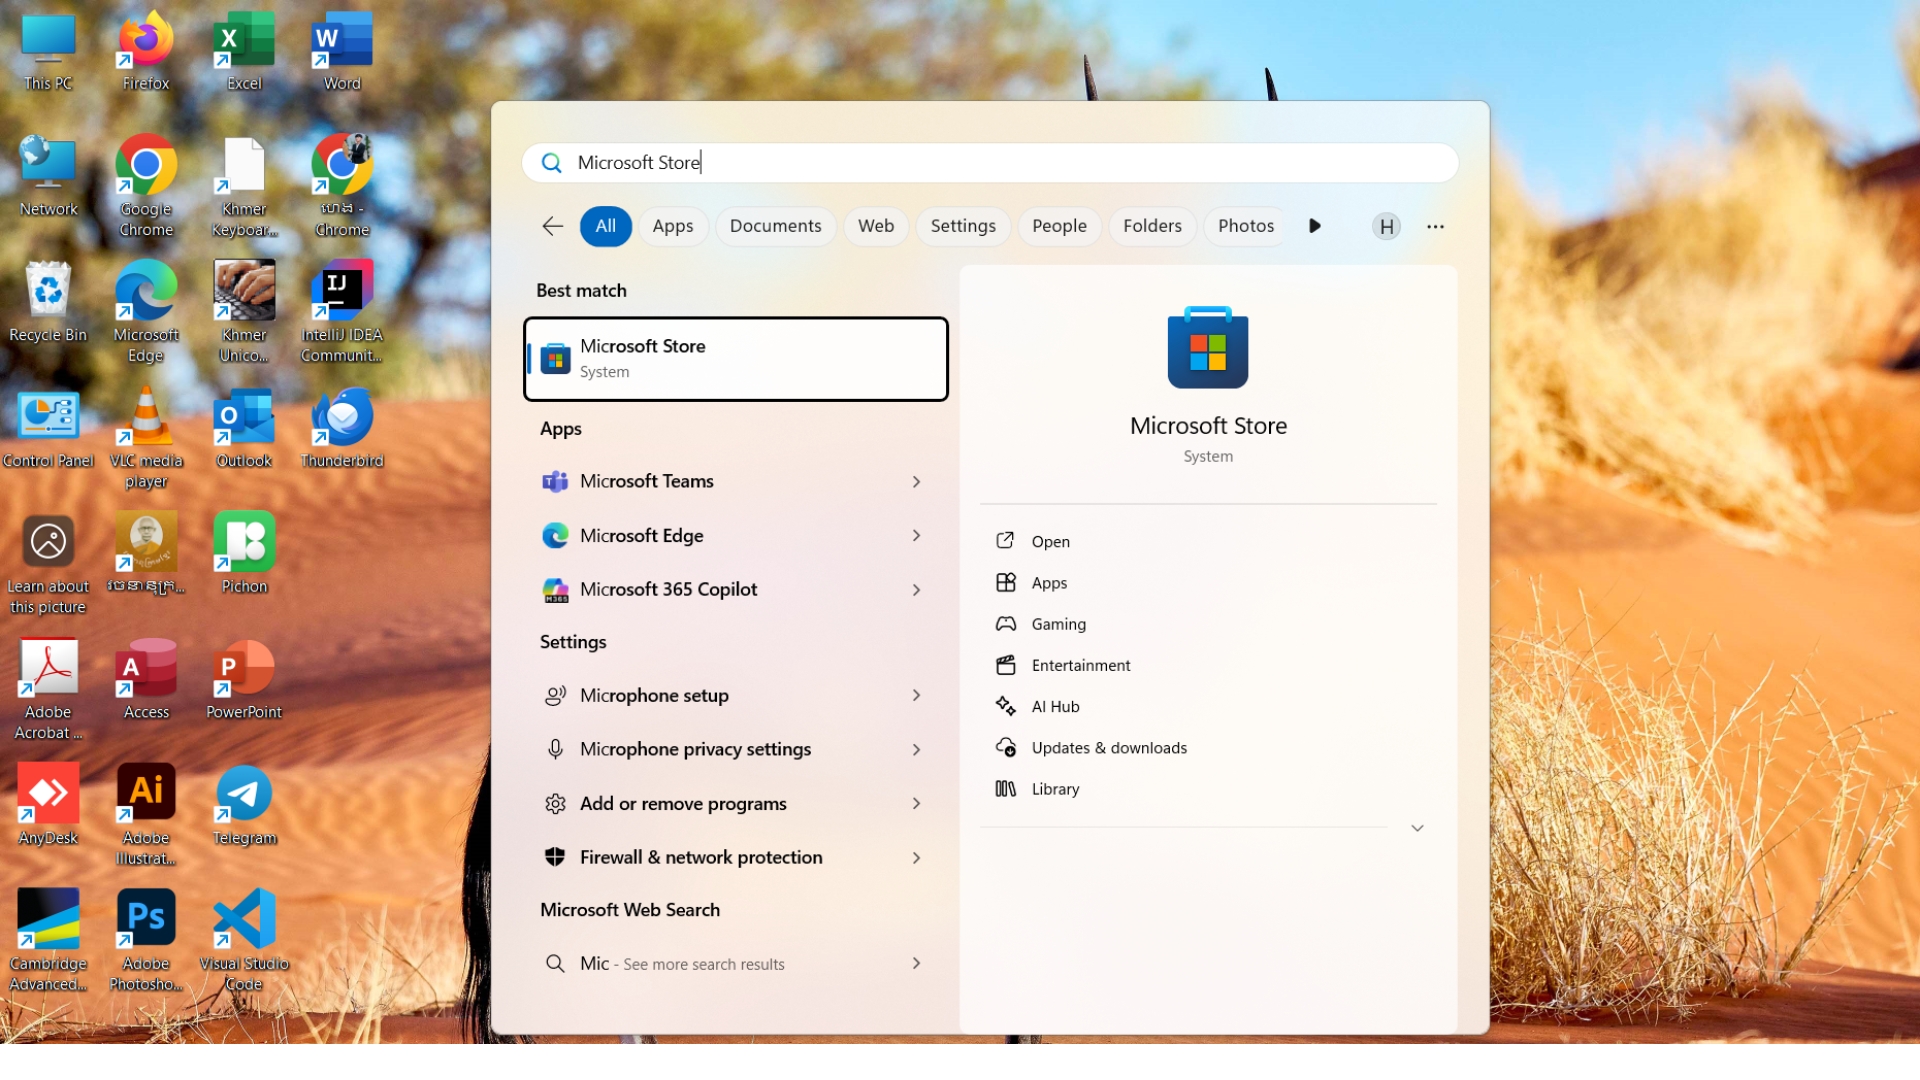 This PC
Firefox
Excel
Word
Network
Google
Chrome
Khmer
Keyboar...
ហេង -
Chrome
Recycle Bin
Microsoft
Edge
Khmer
Unico...
IntelliJ IDEA
Communit...
Control Panel
VLC media
player
Outlook
Thunderbird
Learn about
this picture
Pichon
Adobe
Acrobat ...
Access
PowerPoint
AnyDesk
Adobe
Illustrat...
Telegram
Cambridge
Advanced...
Adobe
Photosho...
Visual Studio
Code
Microsoft Store
All
Apps
Documents
Web
Settings
People
Folders
Photos
H
Best match
Microsoft Store
System
Apps
Microsoft Teams
Microsoft Edge
Microsoft 365 Copilot
Settings
Microphone setup
Microphone privacy settings
Add or remove programs
Firewall & network protection
Microsoft Web Search
Mic - See more search results
Microsoft Store
System
Open
Apps
Gaming
Entertainment
AI Hub
Updates & downloads
Library